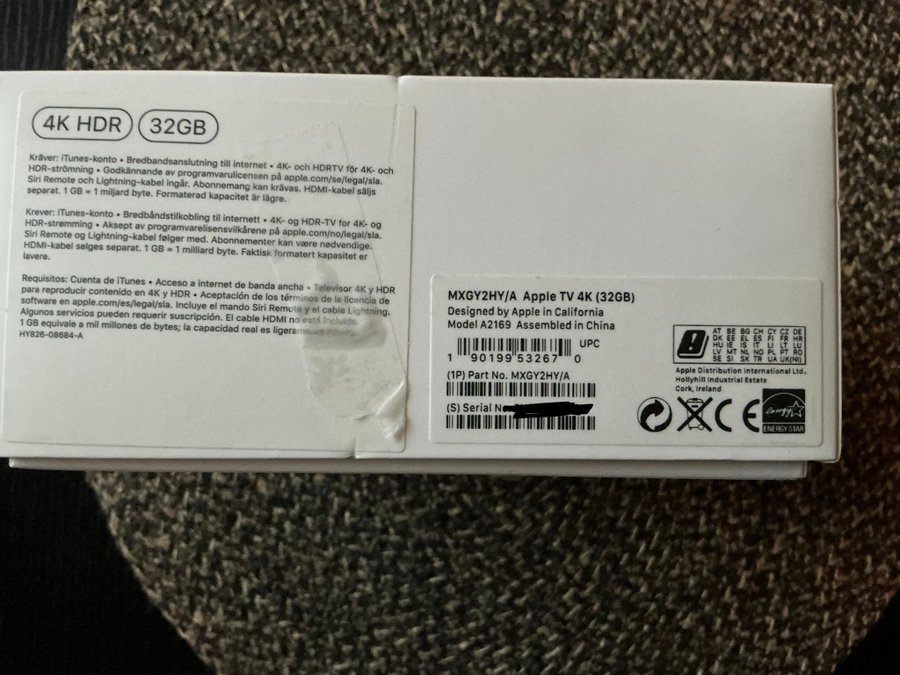 4K HDR 32GB
Kräver: iTunes-konto • Bredbandsanslutning till internet • 4K- och HDRTV för 4K- och
HDR-strömning • Godkännande av programvarulicensen på apple.com/se/legal/sla.
Siri Remote och Lightning-kabel ingår. Abonnemang kan krävas. HDMI-kabel säljs
separat. 1 GB = 1 miljard byte. Formaterad kapacitet är lägre.
Krever: iTunes-konto • Bredbåndstilkobling til internett • 4K- og HDR-TV for 4K- og
HDR-strømming • Aksept av programvarelisensvilkårene på apple.com/no/legal/sla.
Siri Remote og Lightning-kabel følger med. Abonnementer kan være nødvendige.
HDMI-kabel selges separat. 1 GB = 1 milliard byte. Faktisk formatert kapasitet er
lavere.
Requisitos: Cuenta de iTunes • Acceso a internet de banda ancha • Televisor 4K y HDR
para reproducir contenido en 4K y HDR • Aceptación de los términos de la licencia de
software en apple.com/es/legal/sla. Incluye el mando Siri Remote y el cable Lightning.
Algunos servicios pueden requerir suscripción. El cable HDMI no está incluido.
1 GB equivale a mil millones de bytes; la capacidad real es ligeramente
HY826-08684-A
MXGY2HY/A Apple TV 4K (32GB)
Designed by Apple in California
Model A2169 Assembled in China
UPC
1 90199 53267 0
(1P) Part No. MXGY2HY/A
(S) Serial
AT BE BG CH CY CZ DE
DK EE EL ES FI FR HR
HU IE IS IT LI LT LU
LV MT NL NO PL PT RO
SE SI SK TR UA UK(NI)
Apple Distribution International Ltd.
Hollyhill Industrial Estate
Cork, Ireland
CE
energy
ENERGY STAR